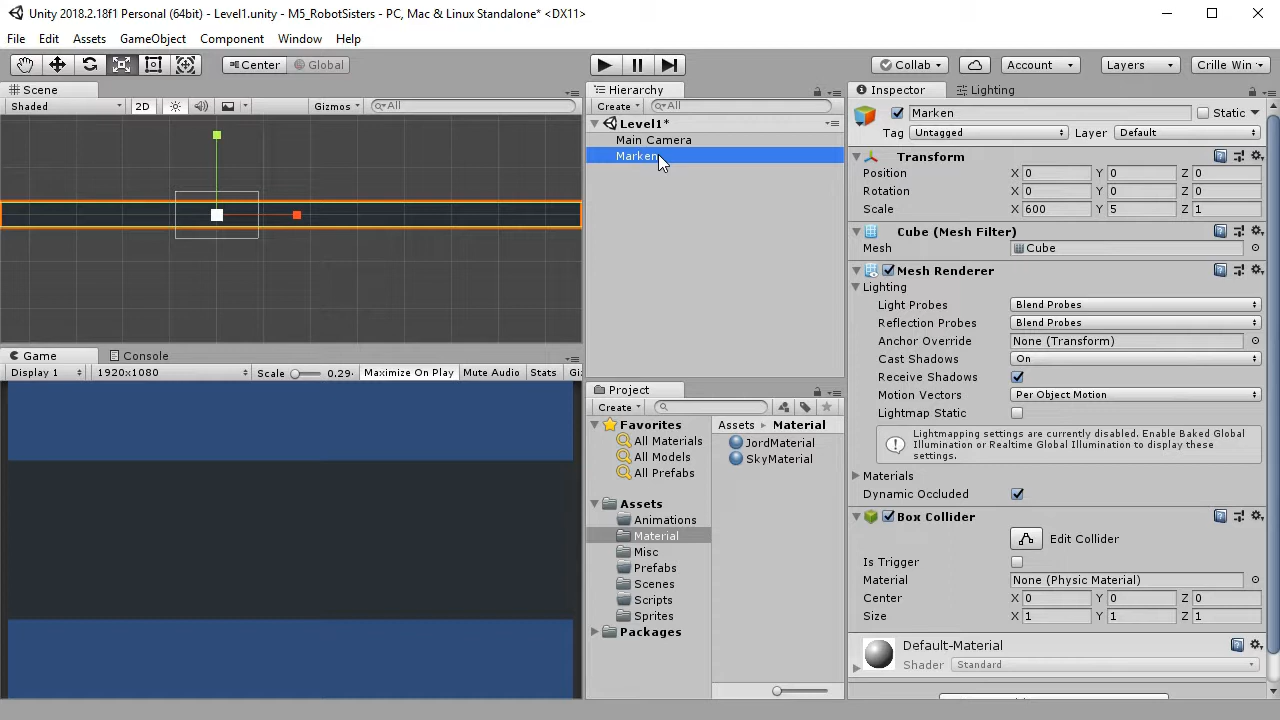 Unity 2018.2.18f1 Personal (64bit) - Level1.unity - M5_RobotSisters - PC, Mac & Linux Standalone* <DX11>
File Edit Assets GameObject Component Window Help
Center Global Collab Account Layers Crille Win
Scene
Shaded 2D Gizmos All
Hierarchy
Create All
Level1*
Main Camera
Marken
Game Console
Display 1 1920x1080 Scale 0.29 Maximize On Play Mute Audio Stats Gi
Project
Create
Favorites
All Materials
All Models
All Prefabs
Assets
Animations
Material
Misc
Prefabs
Scenes
Scripts
Sprites
Packages
Assets Material
JordMaterial
SkyMaterial
Inspector Lighting
Marken Static
Tag Untagged Layer Default
Transform
Position X 0 Y 0 Z 0
Rotation X 0 Y 0 Z 0
Scale X 600 Y 5 Z 1
Cube (Mesh Filter)
Mesh Cube
Mesh Renderer
Lighting
Light Probes Blend Probes
Reflection Probes Blend Probes
Anchor Override None (Transform)
Cast Shadows On
Receive Shadows
Motion Vectors Per Object Motion
Lightmap Static
Lightmapping settings are currently disabled. Enable Baked Global
Illumination or Realtime Global Illumination to display these
settings.
Materials
Dynamic Occluded
Box Collider
Edit Collider
Is Trigger
Material None (Physic Material)
Center X 0 Y 0 Z 0
Size X 1 Y 1 Z 1
Default-Material
Shader Standard